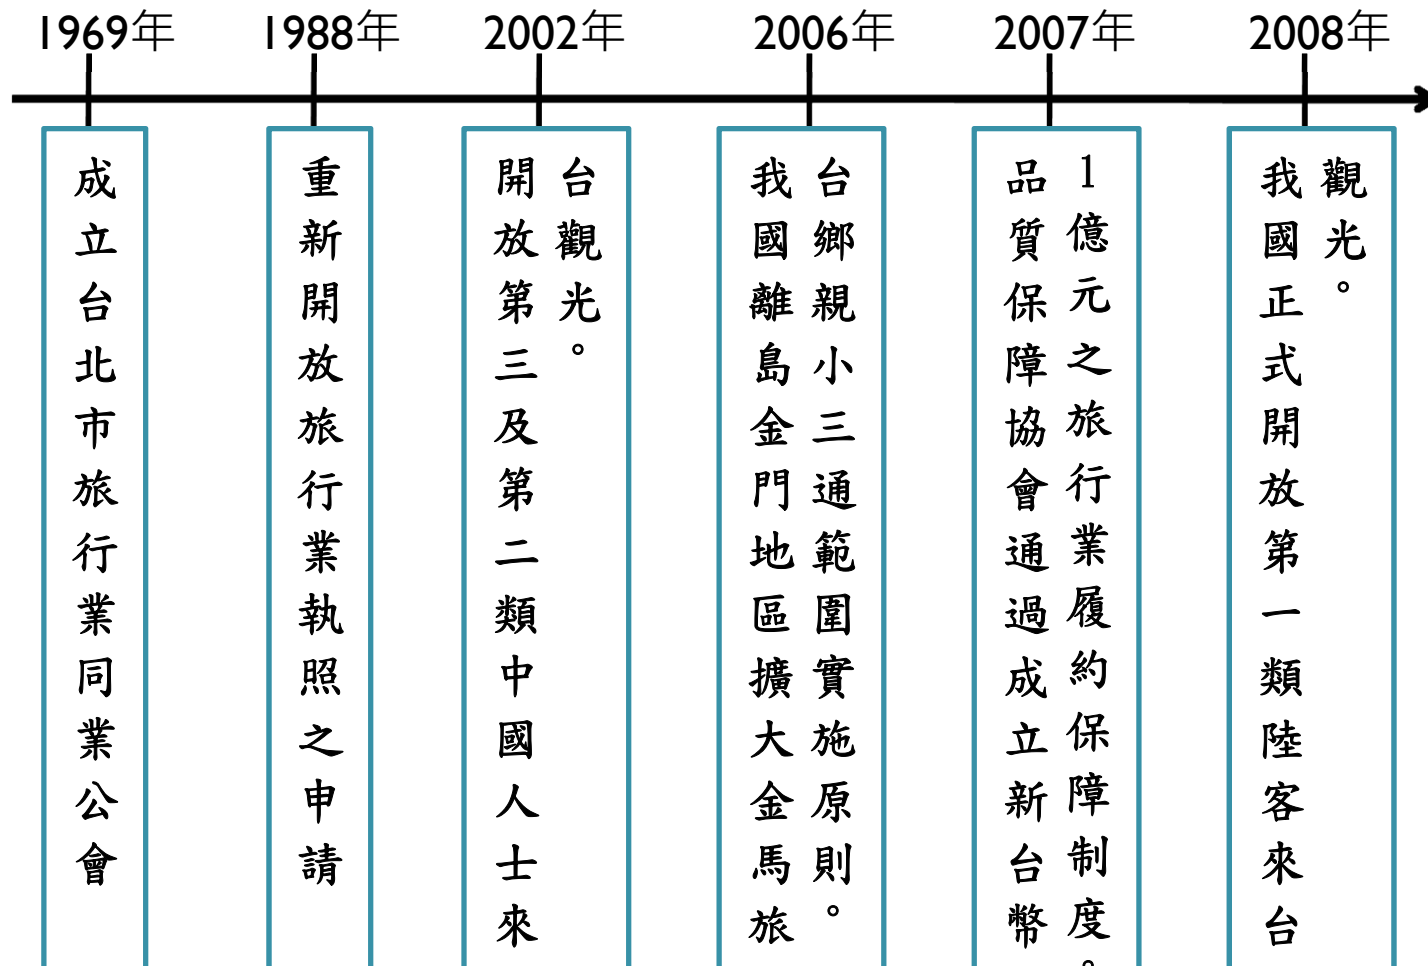 1969年
1988年
2002年
2006年
2007年
2008年
成立台北市旅行業同業公會
重新開放旅行業執照之申請
開放第三及第二類中國人士來
台觀光。
我國離島金門地區擴大金馬旅
台鄉親小三通範圍實施原則。
品質保障協會通過成立新台幣
1億元之旅行業履約保障制度。
我國正式開放第一類陸客來台
觀光。